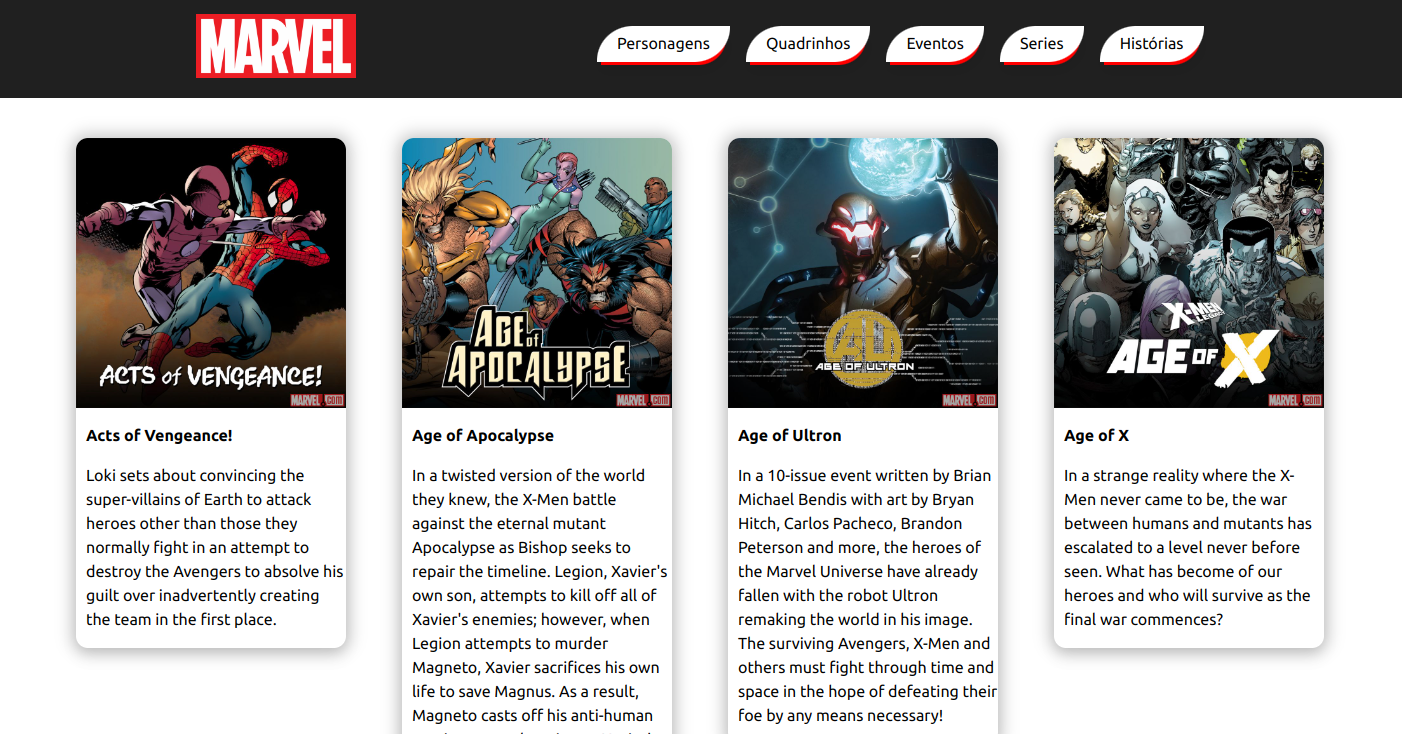 MARVEL
Personagens
Quadrinhos
Eventos
Series
Histórias
ACTS of VENGEANCE!
MARVEL.COM
Acts of Vengeance!
Loki sets about convincing the
super-villains of Earth to attack
heroes other than those they
normally fight in an attempt to
destroy the Avengers to absolve his
guilt over inadvertently creating
the team in the first place.
AGE of
APOCALYPSE
MARVEL.COM
Age of Apocalypse
In a twisted version of the world
they knew, the X-Men battle
against the eternal mutant
Apocalypse as Bishop seeks to
repair the timeline. Legion, Xavier's
own son, attempts to kill off all of
Xavier's enemies; however, when
Legion attempts to murder
Magneto, Xavier sacrifices his own
life to save Magnus. As a result,
Magneto casts off his anti-human
AU
AGE OF ULTRON
MARVEL.COM
Age of Ultron
In a 10-issue event written by Brian
Michael Bendis with art by Bryan
Hitch, Carlos Pacheco, Brandon
Peterson and more, the heroes of
the Marvel Universe have already
fallen with the robot Ultron
remaking the world in his image.
The surviving Avengers, X-Men and
others must fight through time and
space in the hope of defeating their
foe by any means necessary!
X-MEN
LEGACY
AGE OF X
MARVEL.COM
Age of X
In a strange reality where the X-
Men never came to be, the war
between humans and mutants has
escalated to a level never before
seen. What has become of our
heroes and who will survive as the
final war commences?